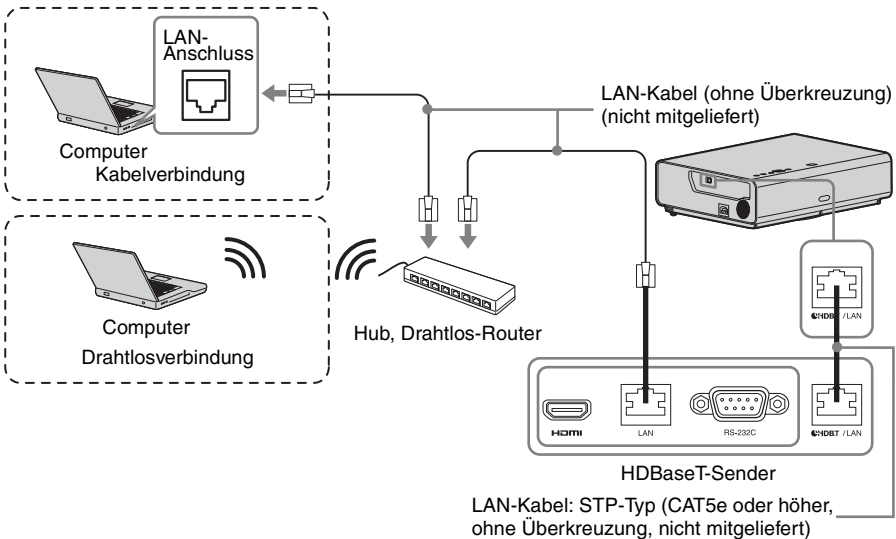 LAN-
Anschluss
Computer
Kabelverbindung
LAN-Kabel (ohne Überkreuzung)
(nicht mitgeliefert)
Computer
Drahtlosverbindung
Hub, Drahtlos-Router
HDBT / LAN
HDMI
LAN
RS-232C
HDBT / LAN
HDBaseT-Sender
LAN-Kabel: STP-Typ (CAT5e oder höher,
ohne Überkreuzung, nicht mitgeliefert)